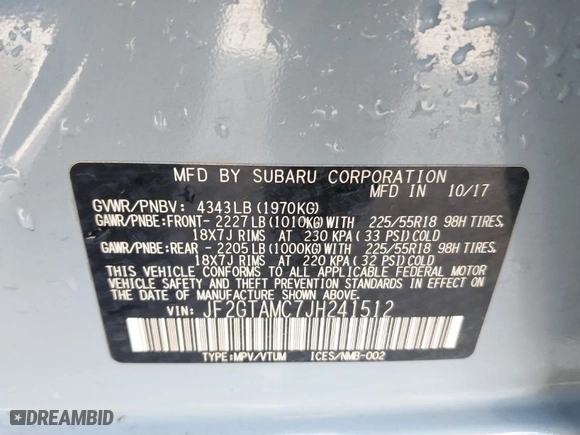 MFD BY SUBARU CORPORATION
MFD IN 10/17
GVWR/PNBV: 4343LB (1970KG)
GAWR/PNBE:FRONT- 2227LB (1010KG)WITH 225/55R18 98H TIRES,
18X7J RIMS AT 230 KPA (33 PSI)COLD
GAWR/PNBE:REAR - 2205LB (1000KG)WITH 225/55R18 98H TIRES,
18X7J RIMS AT 220 KPA (32 PSI)COLD
THIS VEHICLE CONFORMS TO ALL APPLICABLE FEDERAL MOTOR
VEHICLE SAFETY BUMPER, AND THEFT PREVENTION STANDARDS IN EFFECT
ON THE DATE OF MANUFACTURE SHOWN ABOVE.
VIN: JF2GTAMC7JH241512
TYPE:MPV/VTUM ICES/NMB-002
DREAMBID